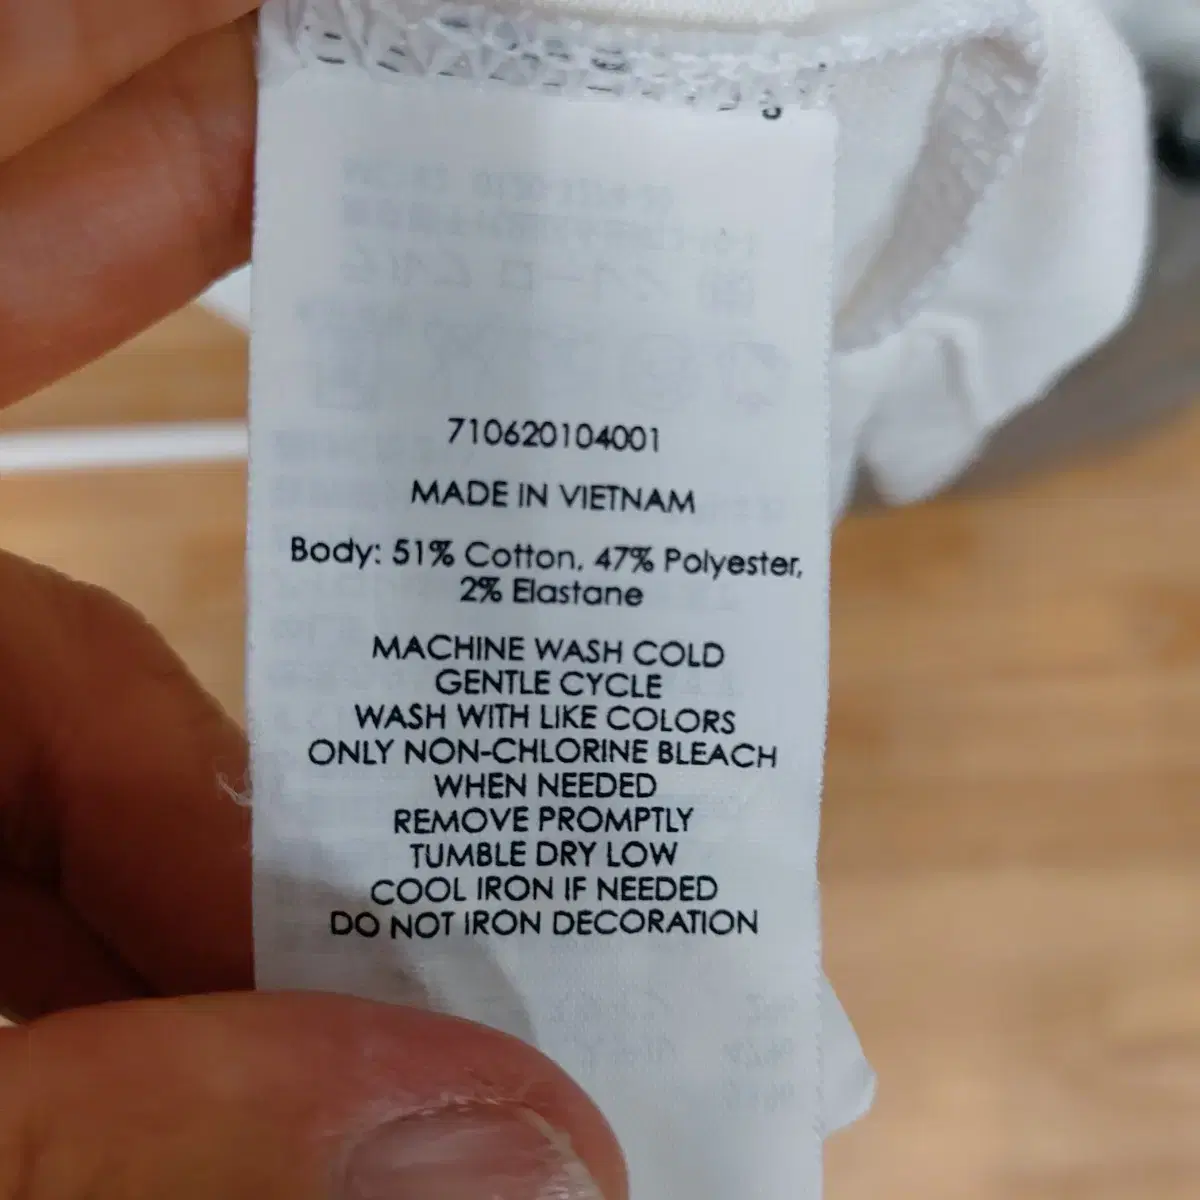 710620104001
MADE IN VIETNAM
Body: 51% Cotton, 47% Polyester,
2% Elastane
MACHINE WASH COLD
GENTLE CYCLE
WASH WITH LIKE COLORS
ONLY NON-CHLORINE BLEACH
WHEN NEEDED
REMOVE PROMPTLY
TUMBLE DRY LOW
COOL IRON IF NEEDED
DO NOT IRON DECORATION